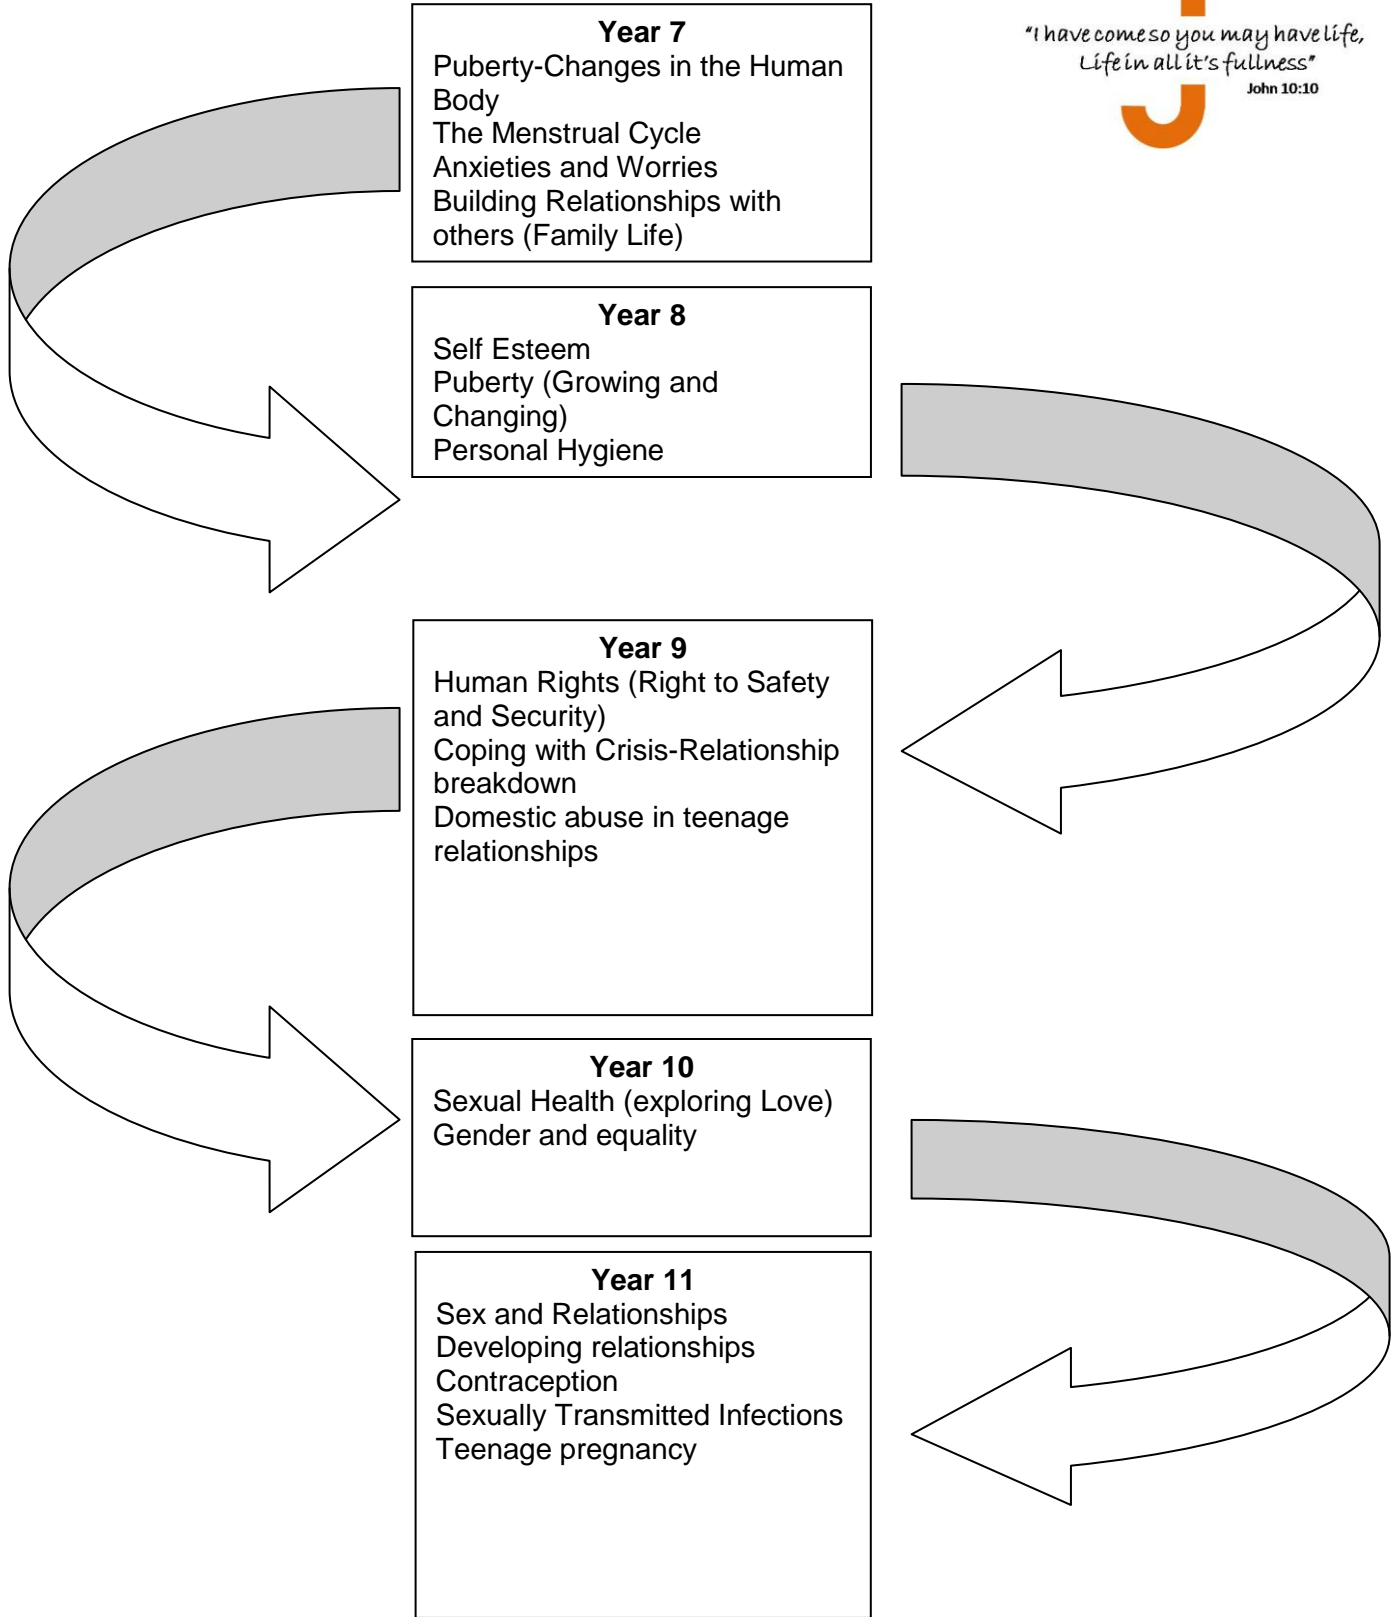 "I have come so you may have life,
Life in all it's fullness"
John 10:10
Year 7
Puberty-Changes in the Human
Body
The Menstrual Cycle
Anxieties and Worries
Building Relationships with
others (Family Life)
Year 8
Self Esteem
Puberty (Growing and
Changing)
Personal Hygiene
Year 9
Human Rights (Right to Safety
and Security)
Coping with Crisis-Relationship
breakdown
Domestic abuse in teenage
relationships
Year 10
Sexual Health (exploring Love)
Gender and equality
Year 11
Sex and Relationships
Developing relationships
Contraception
Sexually Transmitted Infections
Teenage pregnancy